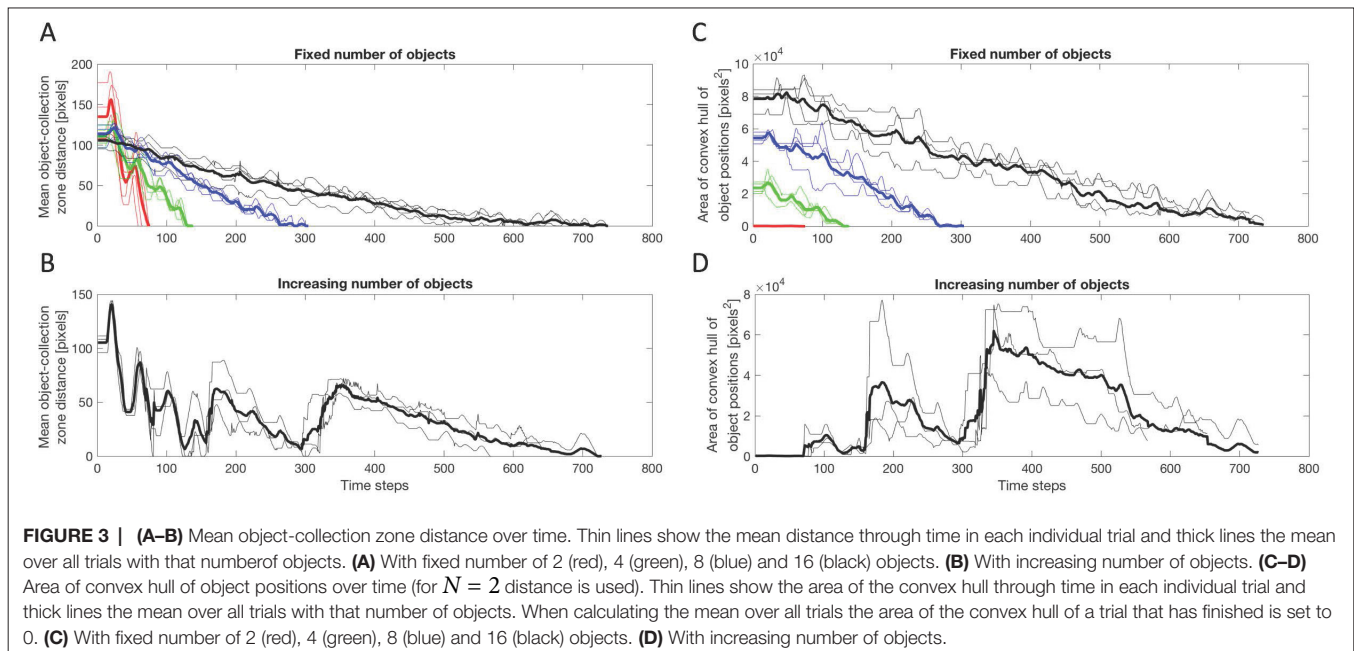 A
Fixed number of objects
Mean object-collection
zone distance [pixels]
200
150
100
50
0
0 100 200 300 400 500 600 700 800
B
Increasing number of objects
Mean object-collection
zone distance [pixels]
150
100
50
0
0 100 200 300 400 500 600 700 800
Time steps
C
Fixed number of objects
Area of convex hull of
object positions [pixels²]
×10⁴
10
8
6
4
2
0
0 100 200 300 400 500 600 700 800
D
Increasing number of objects
Area of convex hull of
object positions [pixels²]
×10⁴
8
6
4
2
0
0 100 200 300 400 500 600 700 800
Time steps
FIGURE 3 | (A–B) Mean object-collection zone distance over time. Thin lines show the mean distance through time in each individual trial and thick lines the mean
over all trials with that numberof objects. (A) With fixed number of 2 (red), 4 (green), 8 (blue) and 16 (black) objects. (B) With increasing number of objects. (C–D)
Area of convex hull of object positions over time (for N = 2 distance is used). Thin lines show the area of the convex hull through time in each individual trial and
thick lines the mean over all trials with that number of objects. When calculating the mean over all trials the area of the convex hull of a trial that has finished is set to
0. (C) With fixed number of 2 (red), 4 (green), 8 (blue) and 16 (black) objects. (D) With increasing number of objects.